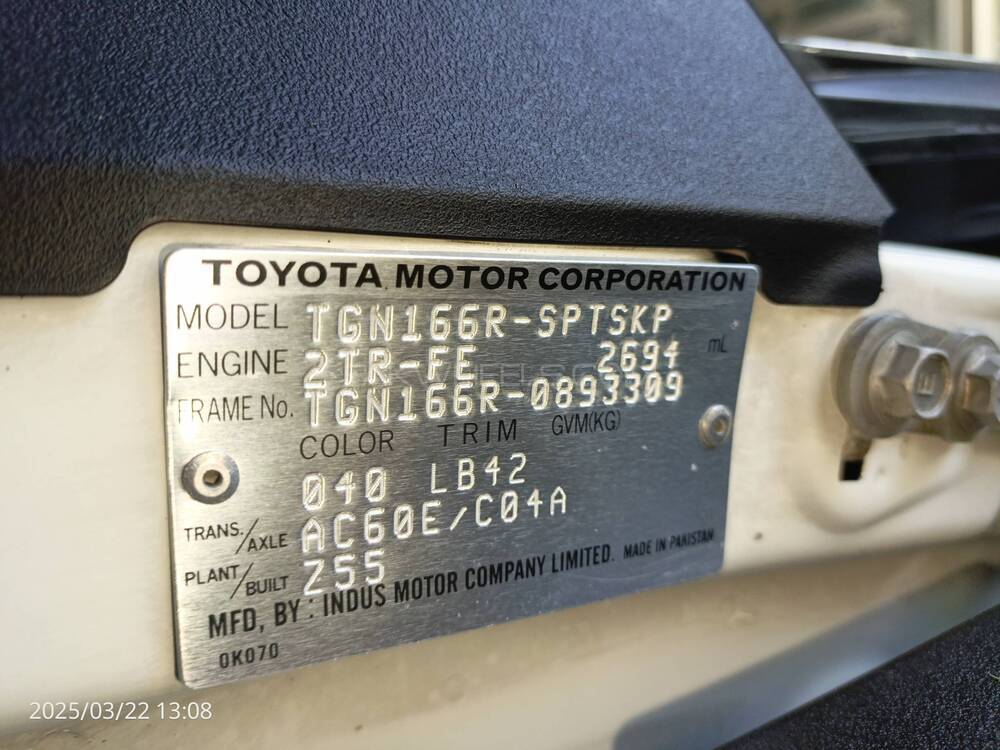 TOYOTA MOTOR CORPORATION
MODEL TGN166R-SPTSKP
ENGINE 2TR-FE 2694 mL
FRAME No. TGN166R-0893309
COLOR TRIM GVM(KG)
040 LB42
TRANS./AXLE AC60E/C04A
PLANT/BUILT Z55
MFD, BY : INDUS MOTOR COMPANY LIMITED. MADE IN PAKISTAN
0K070
E
2025/03/22 13:08